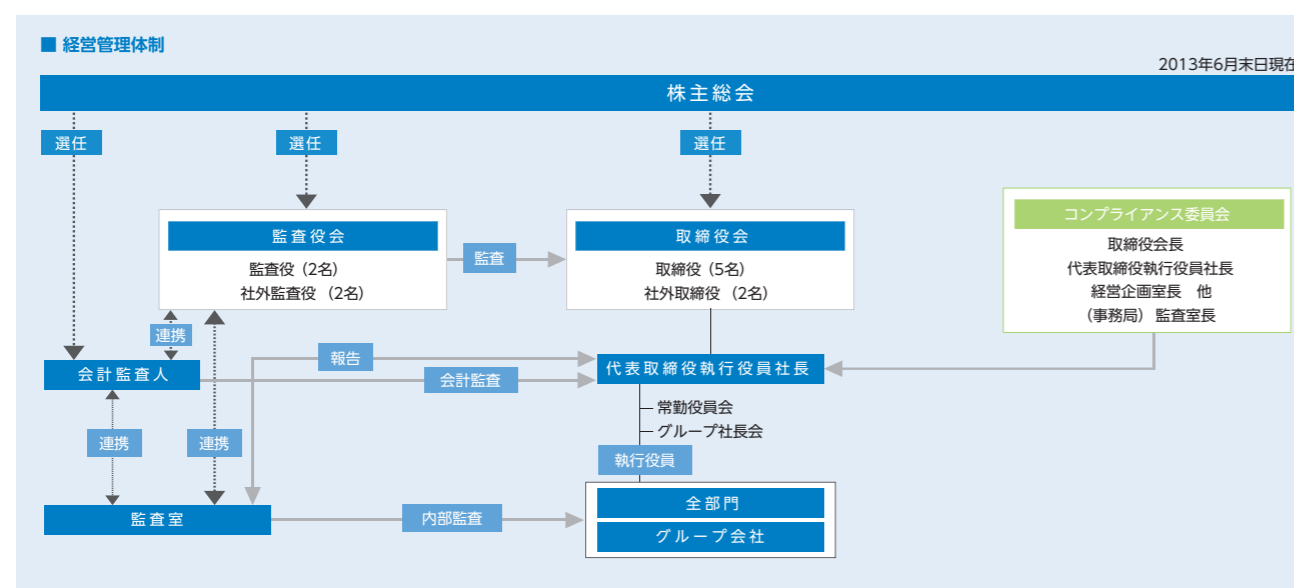 ■ 経営管理体制
2013年6月末日現在
株主総会
選任
選任
選任
監査役会
監査役(2名)
社外監査役 (2名)
監査
取締役会
取締役(5名)
社外取締役(2名)
コンプライアンス委員会
取締役会長
代表取締役執行役員社長
経営企画室長 他
(事務局)監査室長
連携
報告
会計監査人
会計監査
代表取締役執行役員社長
常勤役員会
グループ社長会
連携
連携
執行役員
監査室
内部監査
全部門
グループ会社